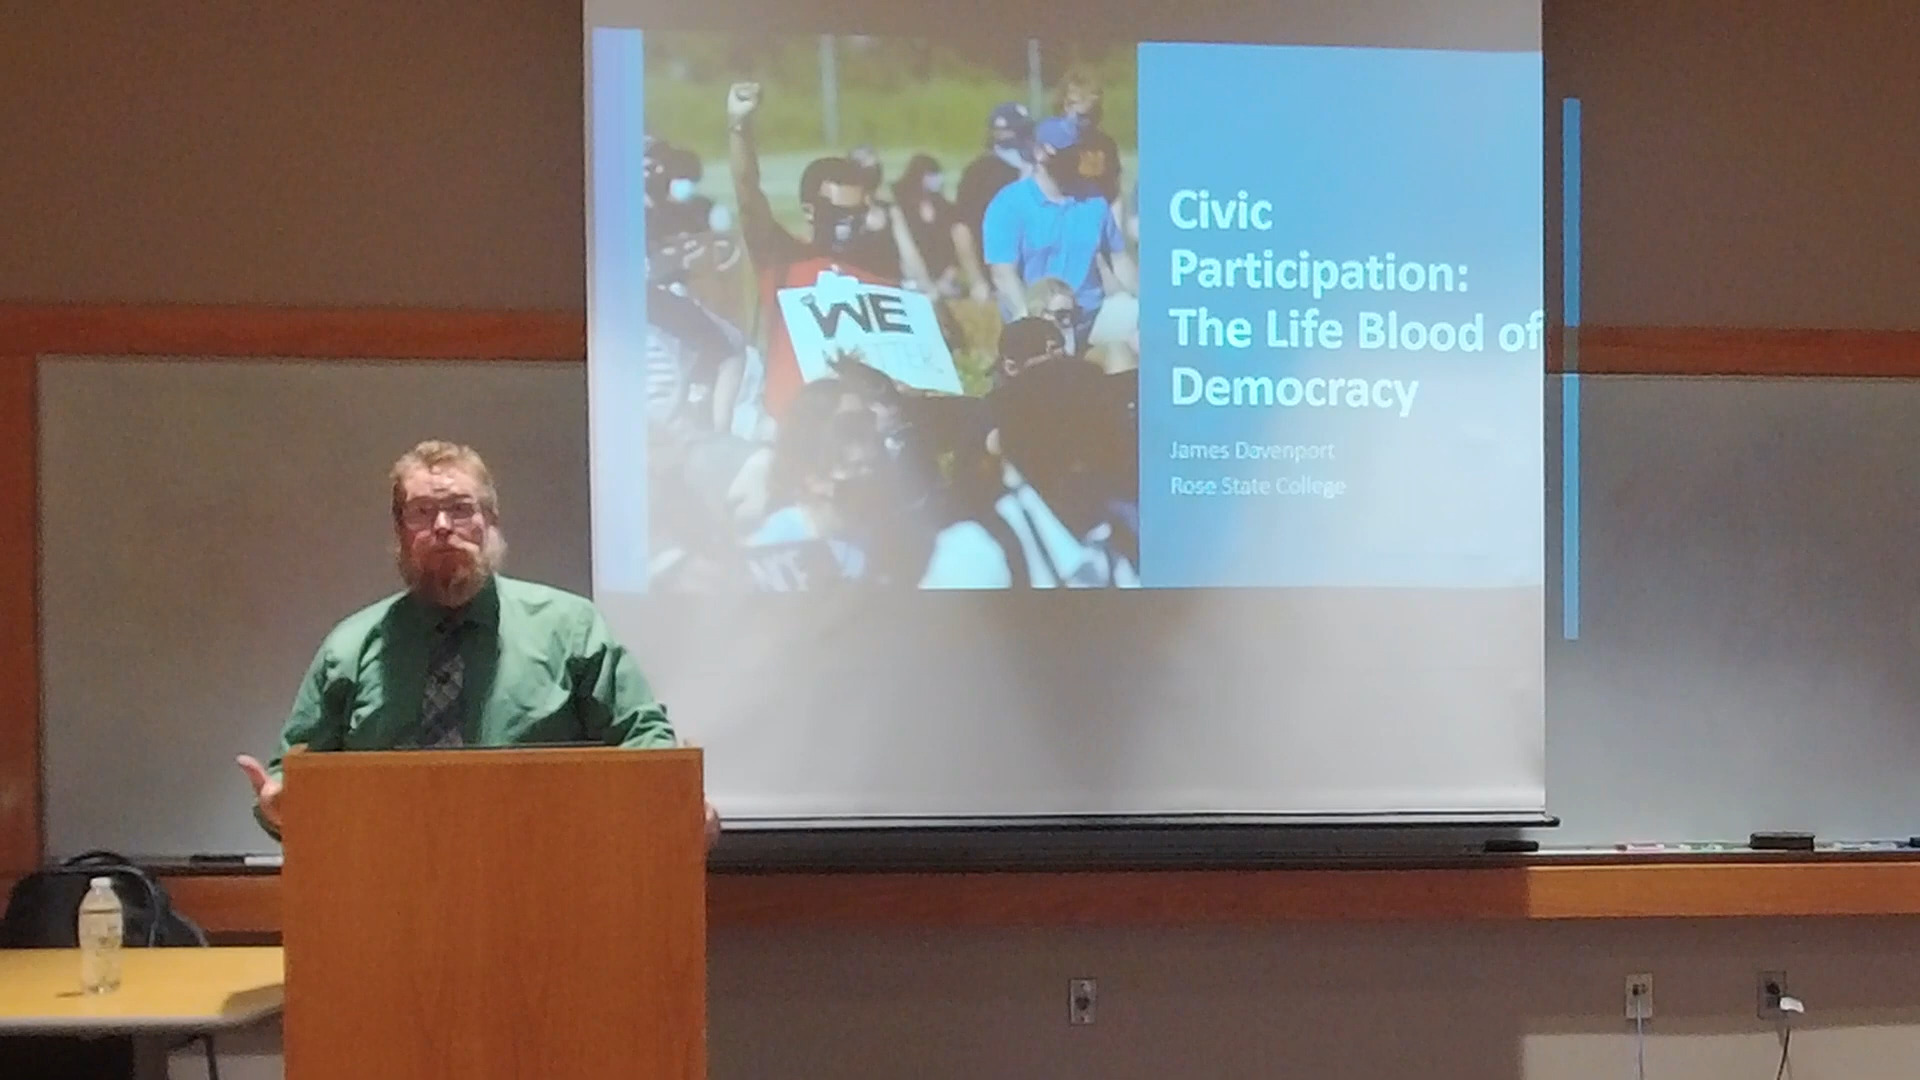 WE
Civic
Participation:
The Life Blood of
Democracy
James Davenport
Rose State College